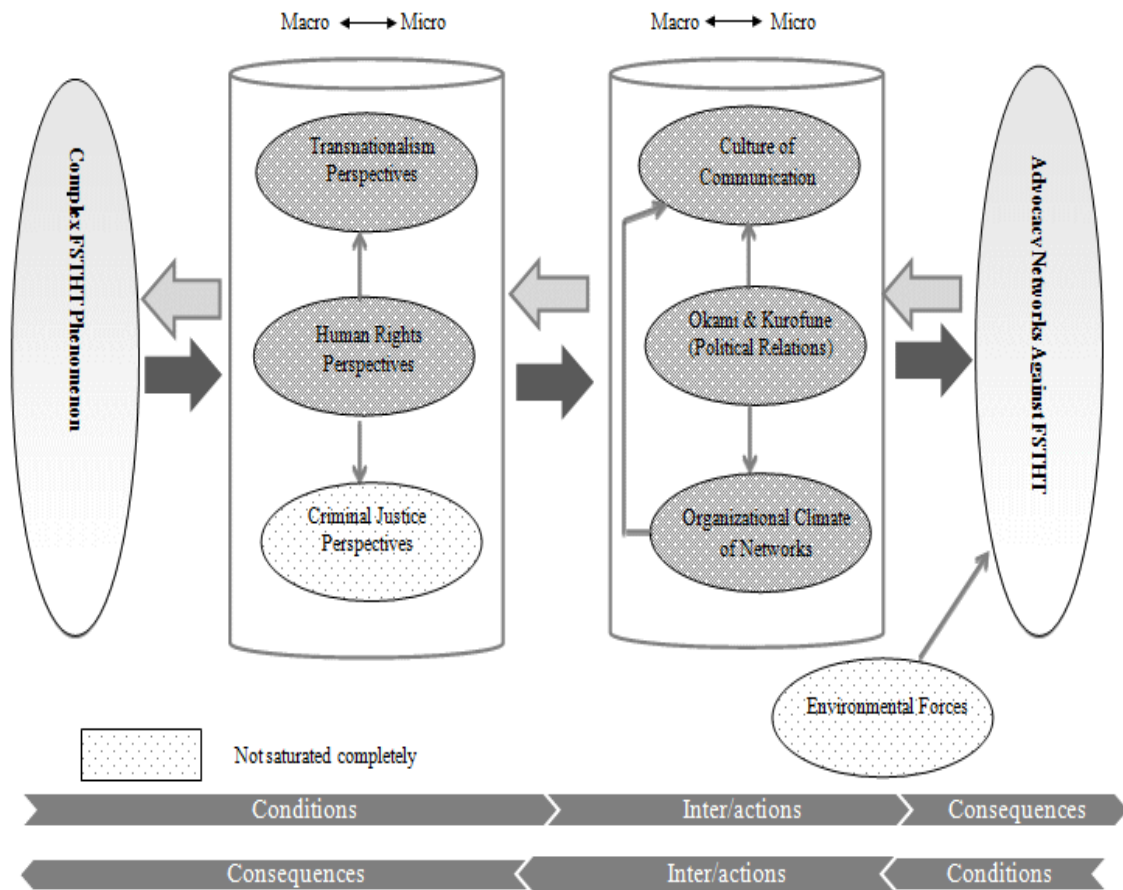 Macro Micro
Macro Micro
Complex FSTHT Phenomenon
Transnationalism
Perspectives
Human Rights
Perspectives
Criminal Justice
Perspectives
Culture of
Communication
Okami & Kurofune
(Political Relations)
Organizational Climate
of Networks
Advocacy Networks Against FSTHT
Environmental Forces
Not saturated completely
Conditions Inter/actions Consequences
Consequences Inter/actions Conditions